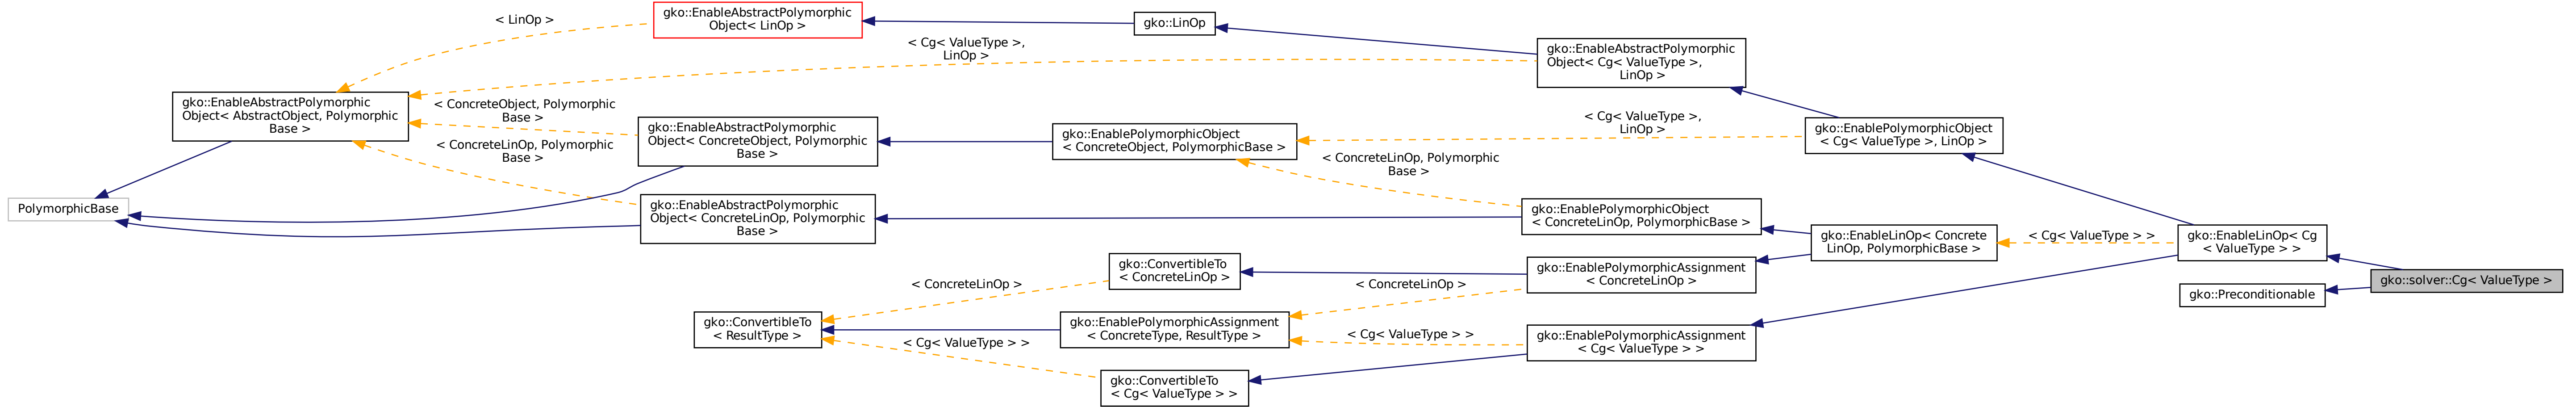 gko::EnableAbstractPolymorphic
Object< LinOp >
< LinOp >
gko::LinOp
< Cg< ValueType >,
LinOp >
gko::EnableAbstractPolymorphic
Object< Cg< ValueType >,
LinOp >
gko::EnableAbstractPolymorphic
Object< AbstractObject, Polymorphic
Base >
< ConcreteObject, Polymorphic
Base >
< ConcreteLinOp, Polymorphic
Base >
gko::EnableAbstractPolymorphic
Object< ConcreteObject, Polymorphic
Base >
gko::EnablePolymorphicObject
< ConcreteObject, PolymorphicBase >
< Cg< ValueType >,
LinOp >
gko::EnablePolymorphicObject
< Cg< ValueType >, LinOp >
< ConcreteLinOp, Polymorphic
Base >
PolymorphicBase
gko::EnableAbstractPolymorphic
Object< ConcreteLinOp, Polymorphic
Base >
gko::EnablePolymorphicObject
< ConcreteLinOp, PolymorphicBase >
gko::EnableLinOp< Concrete
LinOp, PolymorphicBase >
< Cg< ValueType > >
gko::EnableLinOp< Cg
< ValueType > >
gko::solver::Cg< ValueType >
gko::Preconditionable
gko::ConvertibleTo
< ConcreteLinOp >
gko::EnablePolymorphicAssignment
< ConcreteLinOp >
< ConcreteLinOp >
< ConcreteLinOp >
gko::ConvertibleTo
< ResultType >
gko::EnablePolymorphicAssignment
< ConcreteType, ResultType >
< Cg< ValueType > >
< Cg< ValueType > >
gko::EnablePolymorphicAssignment
< Cg< ValueType > >
gko::ConvertibleTo
< Cg< ValueType > >